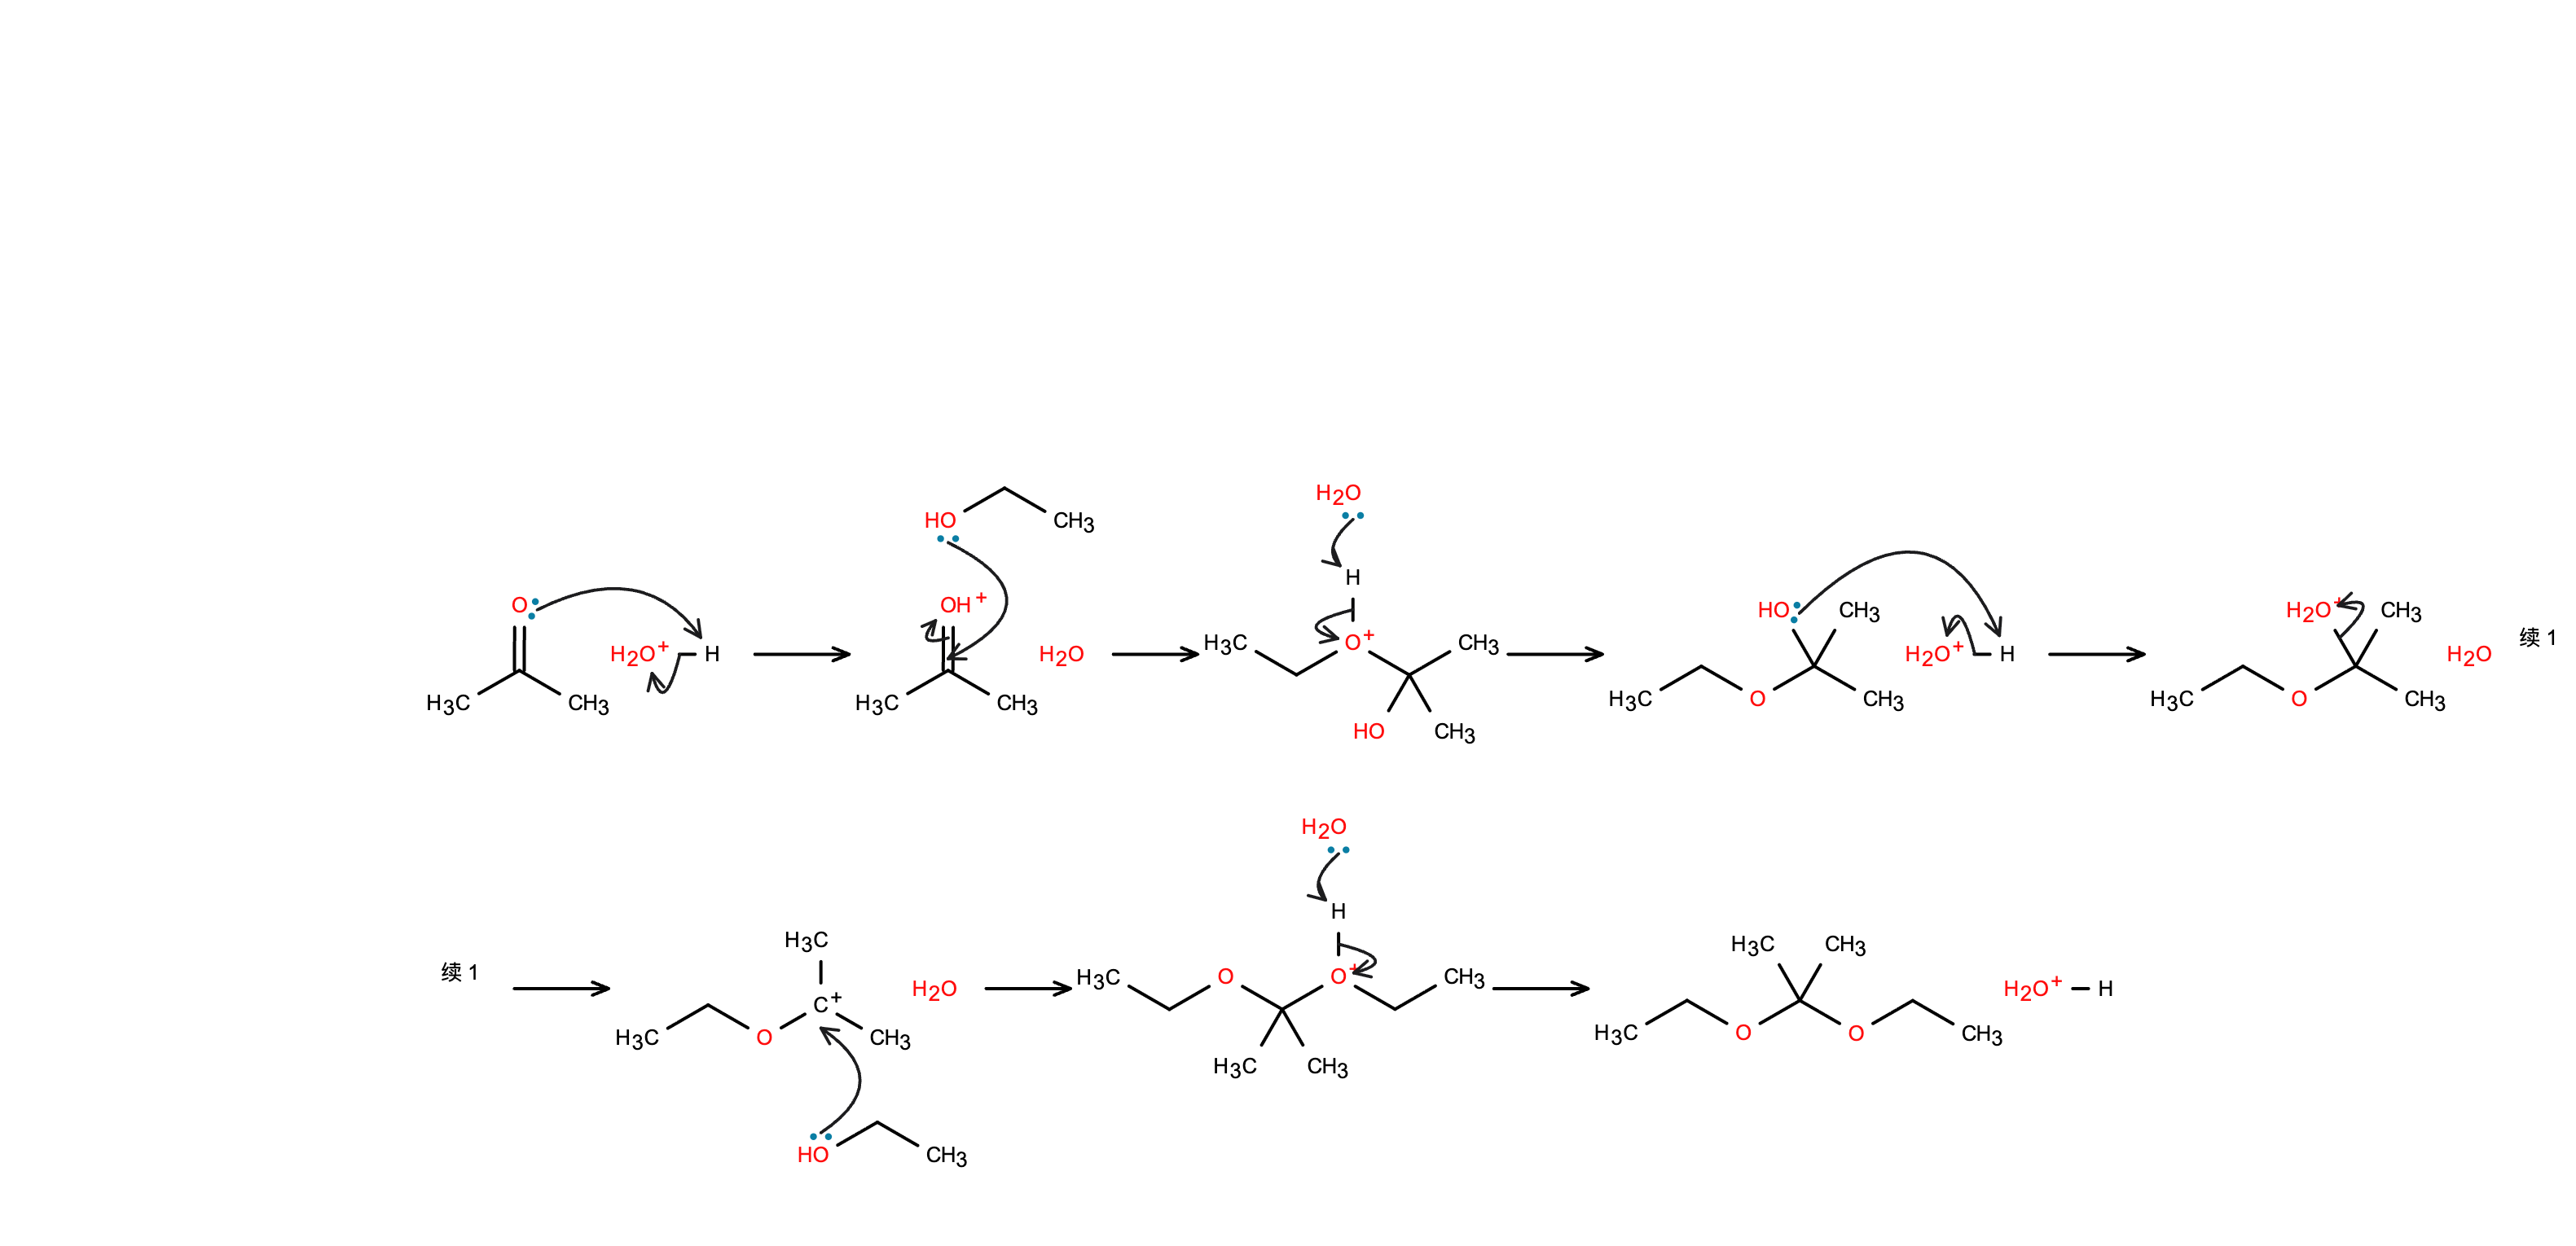 H2O
HO CH3
H
O: H2O+ H OH+ H2O H3C O+ CH3 HO: CH3 H2O+ H H2O+ CH3 H2O 续 1
H3C CH3 H3C CH3 HO CH3 H3C O CH3 H3C O CH3
H2O
H
H3C H3C CH3
续 1 C+ H2O H3C O O+ CH3 H2O+ H
H3C O CH3 H3C CH3 H3C O O CH3
HO CH3